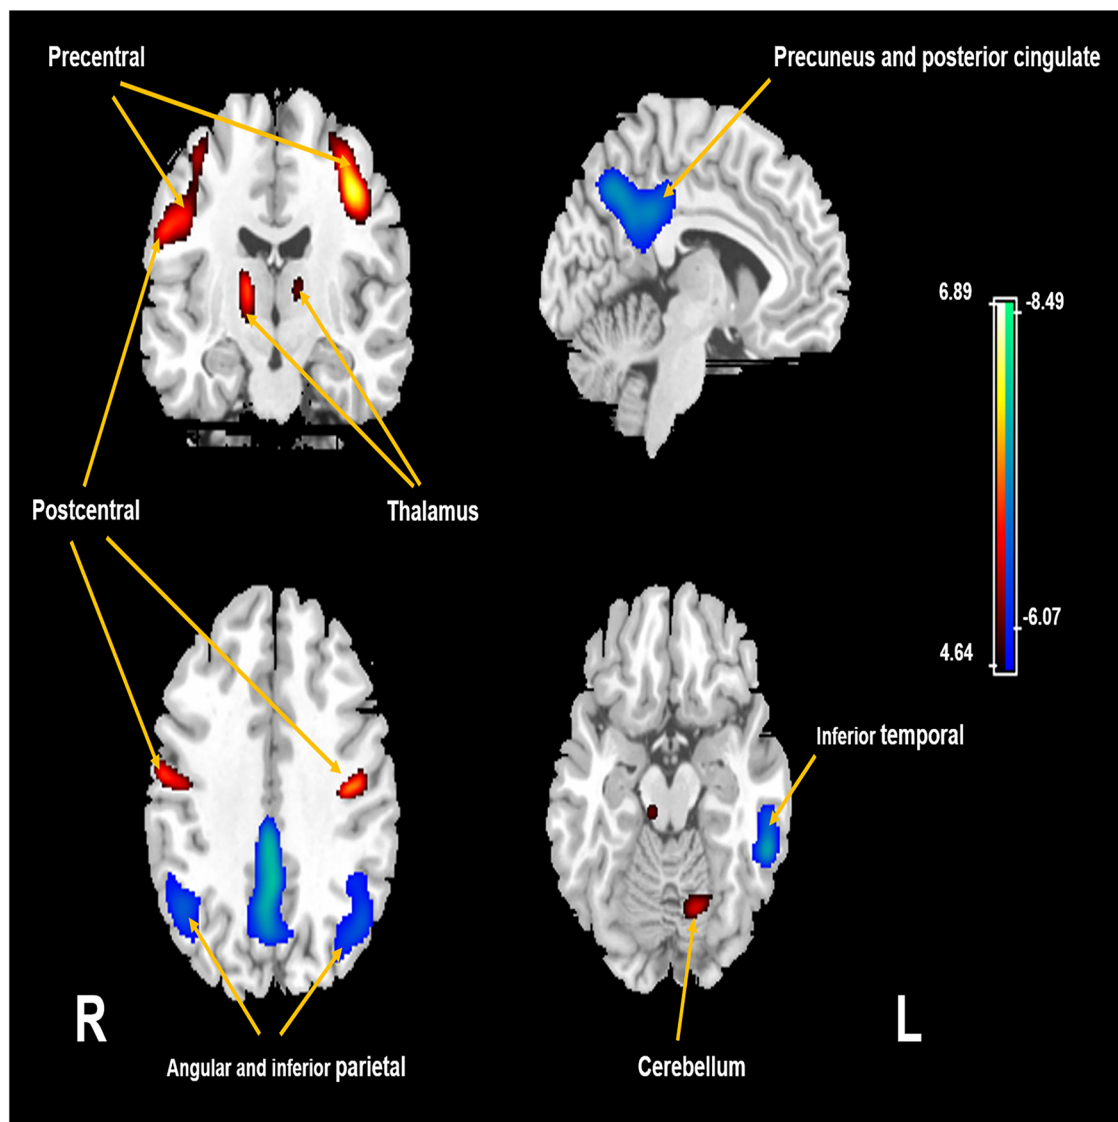 Precentral
Precuneus and posterior cingulate
6.89
-8.49
Postcentral
Thalamus
-6.07
4.64
Inferior temporal
R
L
Angular and inferior parietal
Cerebellum